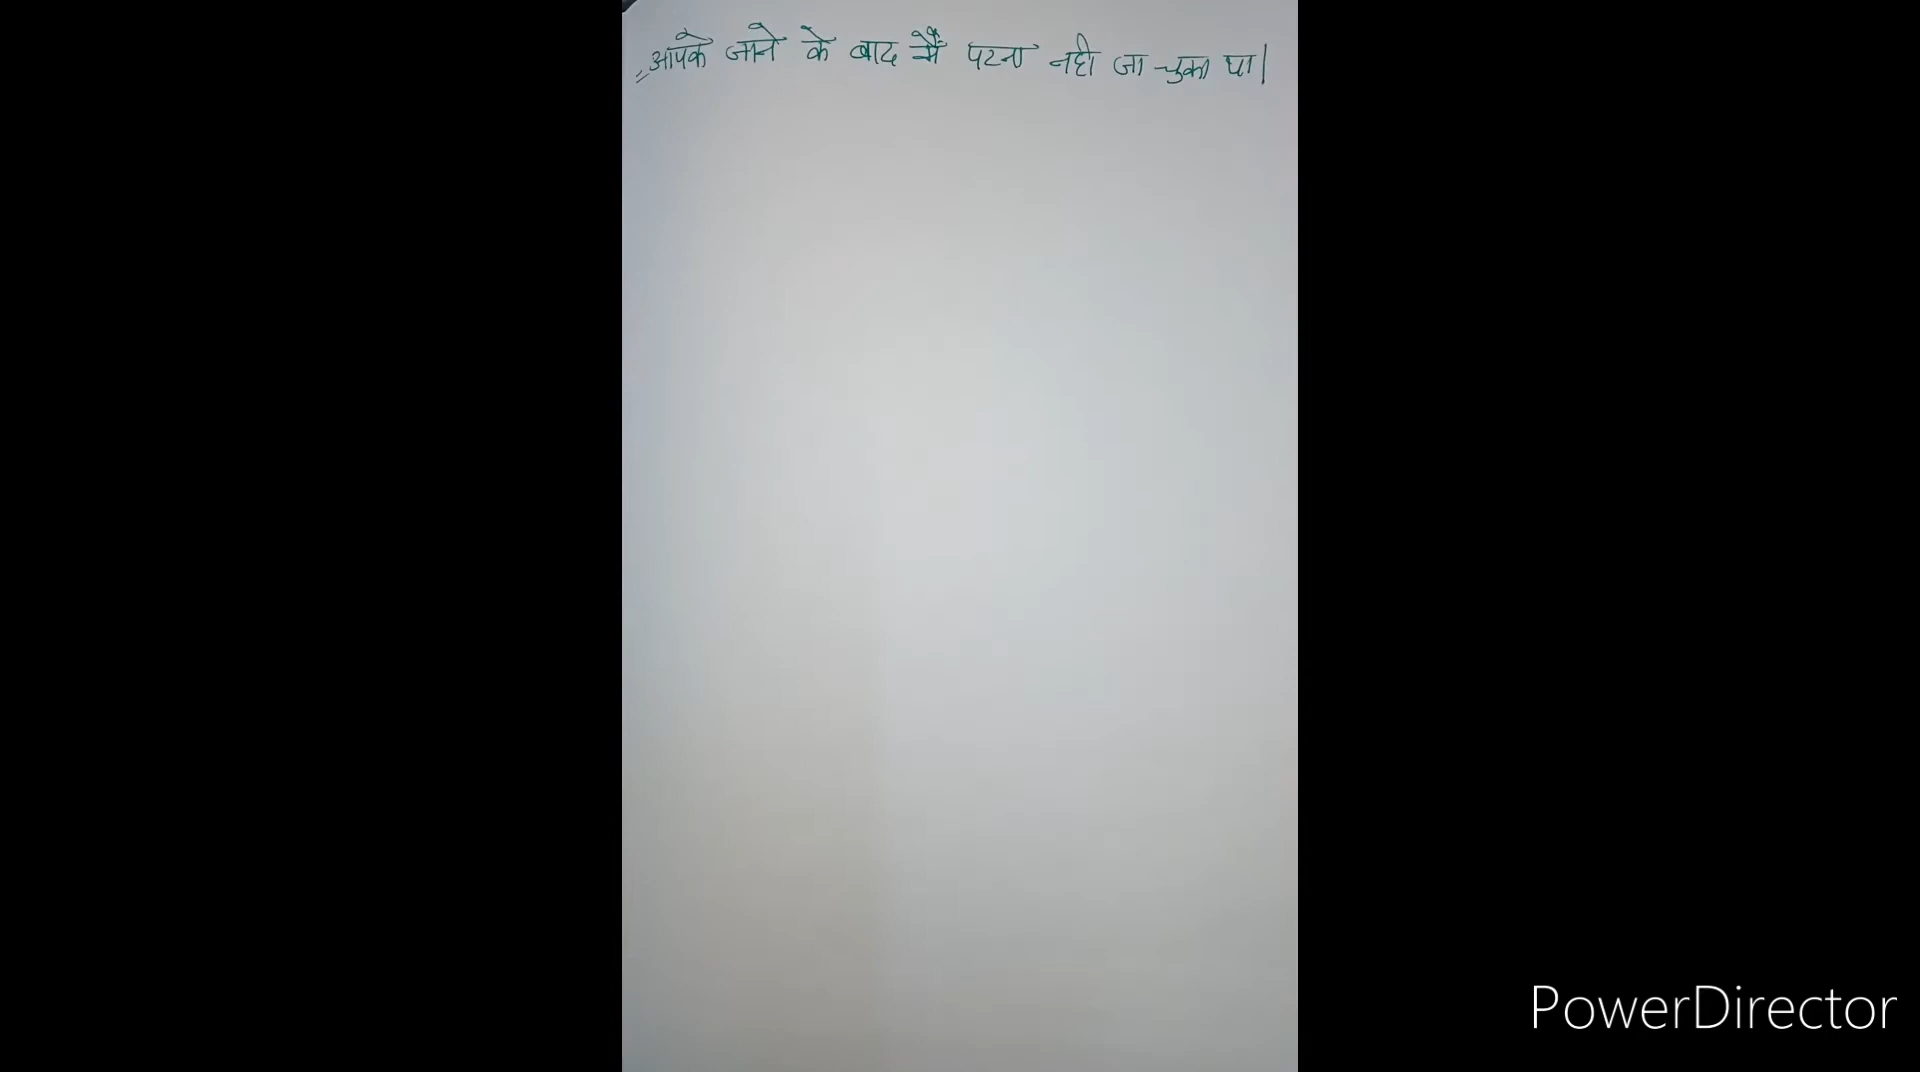 आपके जाने के बाद मैं पटना नही जा चुका था।
PowerDirector